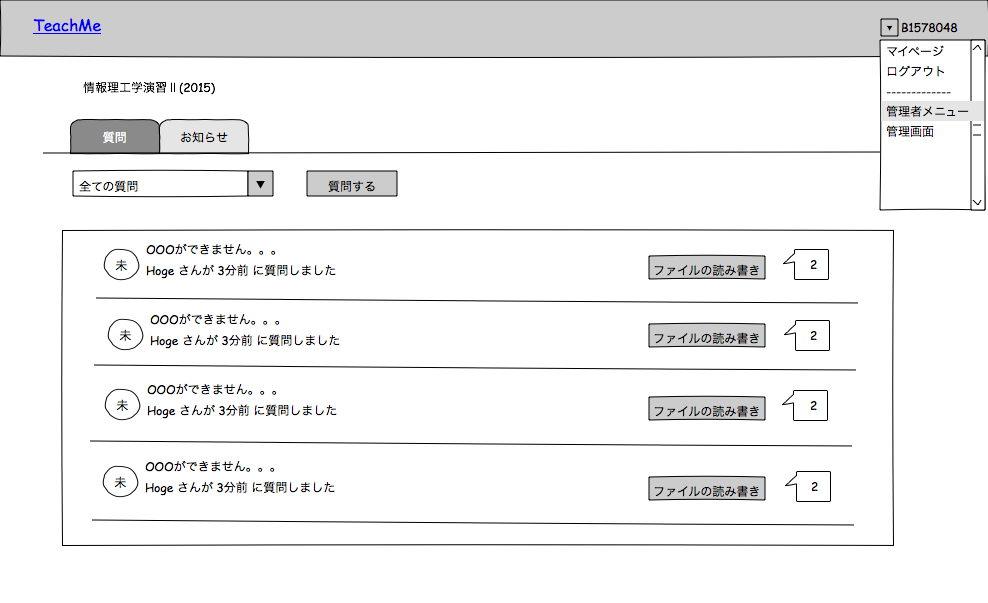 TeachMe
▼ B1578048
マイページ
ログアウト
-------------
管理者メニュー
管理画面
情報理工学演習Ⅱ(2015)
質問 お知らせ
全ての質問 ▼ 質問する
未 OOOができません。。。
Hoge さんが 3分前 に質問しました
ファイルの読み書き 2
未 OOOができません。。。
Hoge さんが 3分前 に質問しました
ファイルの読み書き 2
未 OOOができません。。。
Hoge さんが 3分前 に質問しました
ファイルの読み書き 2
未 OOOができません。。。
Hoge さんが 3分前 に質問しました
ファイルの読み書き 2